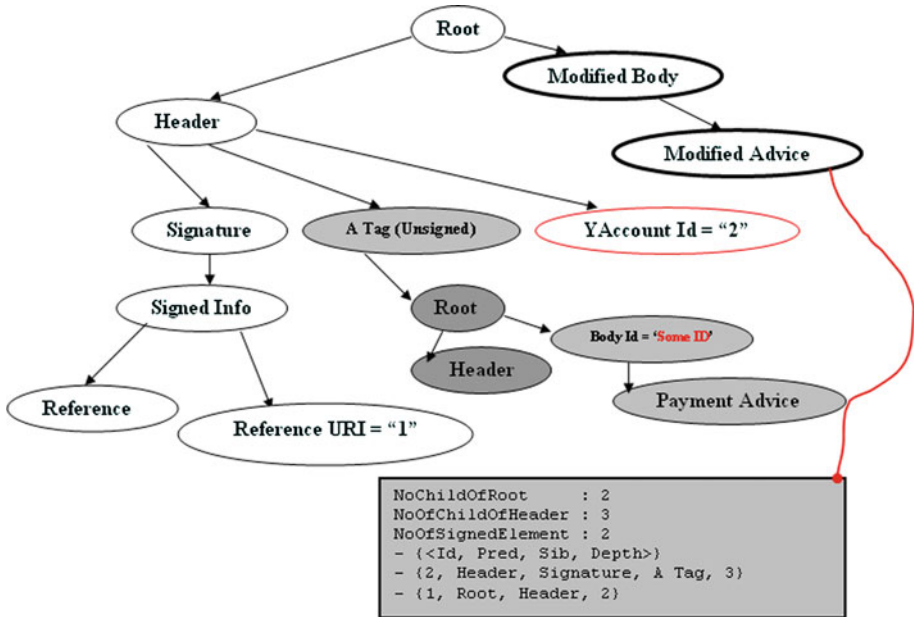 Root
Modified Body
Header
Modified Advice
Signature
A Tag (Unsigned)
YAccount Id = “2”
Signed Info
Root
Body Id = ‘Some ID’
Header
Reference
Payment Advice
Reference URI = “1”
NoChildOfRoot : 2
NoOfChildOfHeader : 3
NoOfSignedElement : 2
– {<Id, Pred, Sib, Depth>}
– {2, Header, Signature, A Tag, 3}
– {1, Root, Header, 2}